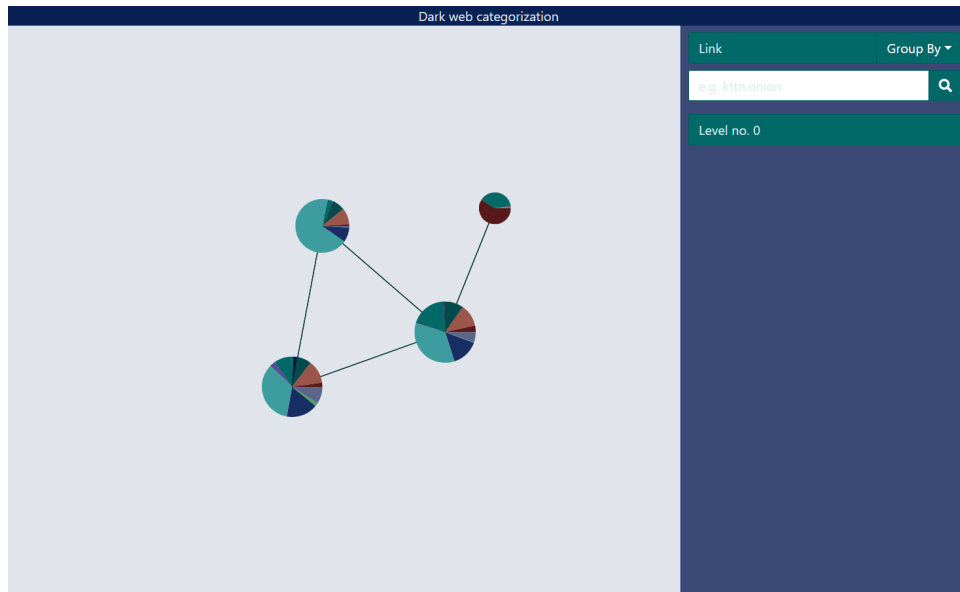 Dark web categorization
Link
Group By
e.g. kttn.onion
Level no. 0